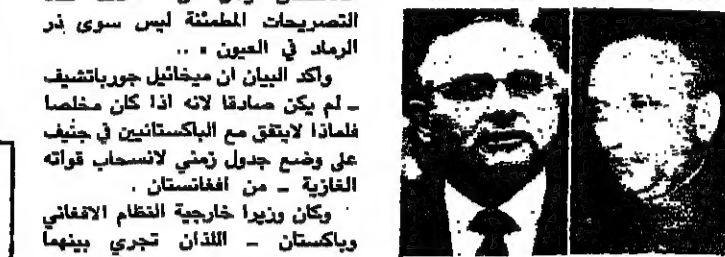 التصريحات المطمئنة ليس سوى ذر
الرماد في العيون » ..
واكد البيان ان ميخائيل جورباتشيف
ـ لم يكن صادقا لانه اذا كان مخلصا
فلماذا لايتفق مع الباكستانيين في جنيف
على وضع جدول زمني لانسحاب قواته
الغازية ـ من افغانستان .
وكان وزيرا خارجية النظام الافغاني
وباكستان ـ اللذان تجري بينهما